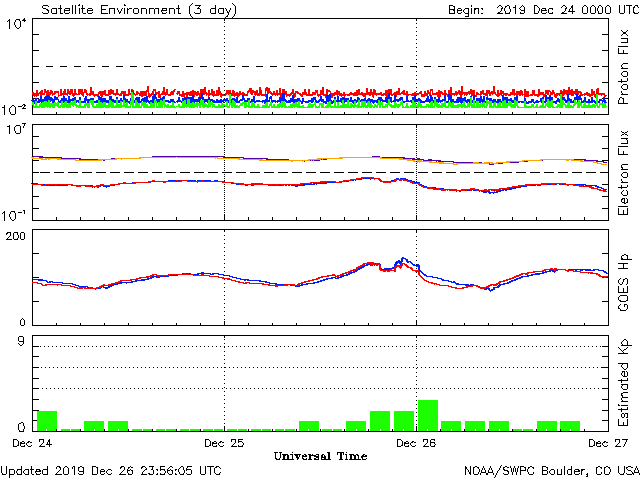 Satellite Environment (3 day) Begin: 2019 Dec 24 0000 UTC
10^4
10^-2
Proton Flux
10^7
10^-1
Electron Flux
200
0
GOES Hp
9
0
Estimated Kp
Dec 24 Dec 25 Dec 26 Dec 27
Universal Time
Updated 2019 Dec 26 23:56:05 UTC NOAA/SWPC Boulder, CO USA